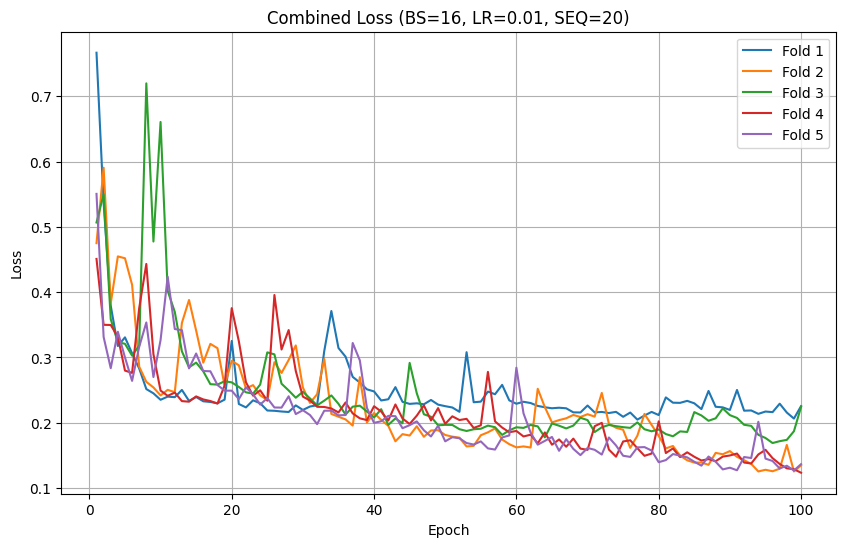 Combined Loss (BS=16, LR=0.01, SEQ=20)
Fold 1
Fold 2
Fold 3
Fold 4
Fold 5
0.7
0.6
0.5
0.4
0.3
0.2
0.1
Loss
0
20
40
60
80
100
Epoch